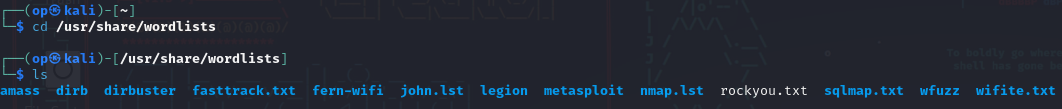 ┌──(op㉿kali)-[~]
└─$ cd /usr/share/wordlists
┌──(op㉿kali)-[/usr/share/wordlists]
└─$ ls
amass dirb dirbuster fasttrack.txt fern-wifi john.lst legion metasploit nmap.lst rockyou.txt sqlmap.txt wfuzz wifite.txt